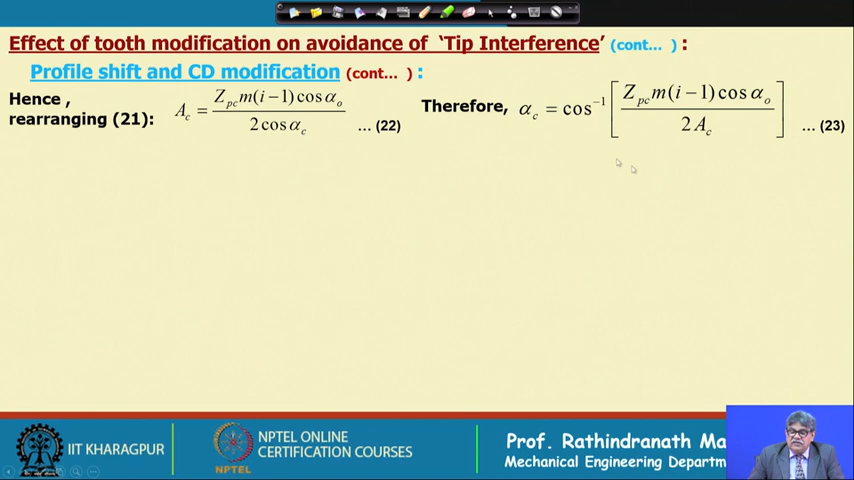 Effect of tooth modification on avoidance of 'Tip Interference' (cont... ) :
Profile shift and CD modification (cont... ) :
Hence ,
rearranging (21):
A_c = Z_pc m(i − 1) cos α_o / 2 cos α_c ... (22)
Therefore, α_c = cos⁻¹ [ Z_pc m(i − 1) cos α_o / 2 A_c ] ... (23)
IIT KHARAGPUR
NPTEL
NPTEL ONLINE
CERTIFICATION COURSES
Prof. Rathindranath Ma
Mechanical Engineering Departm